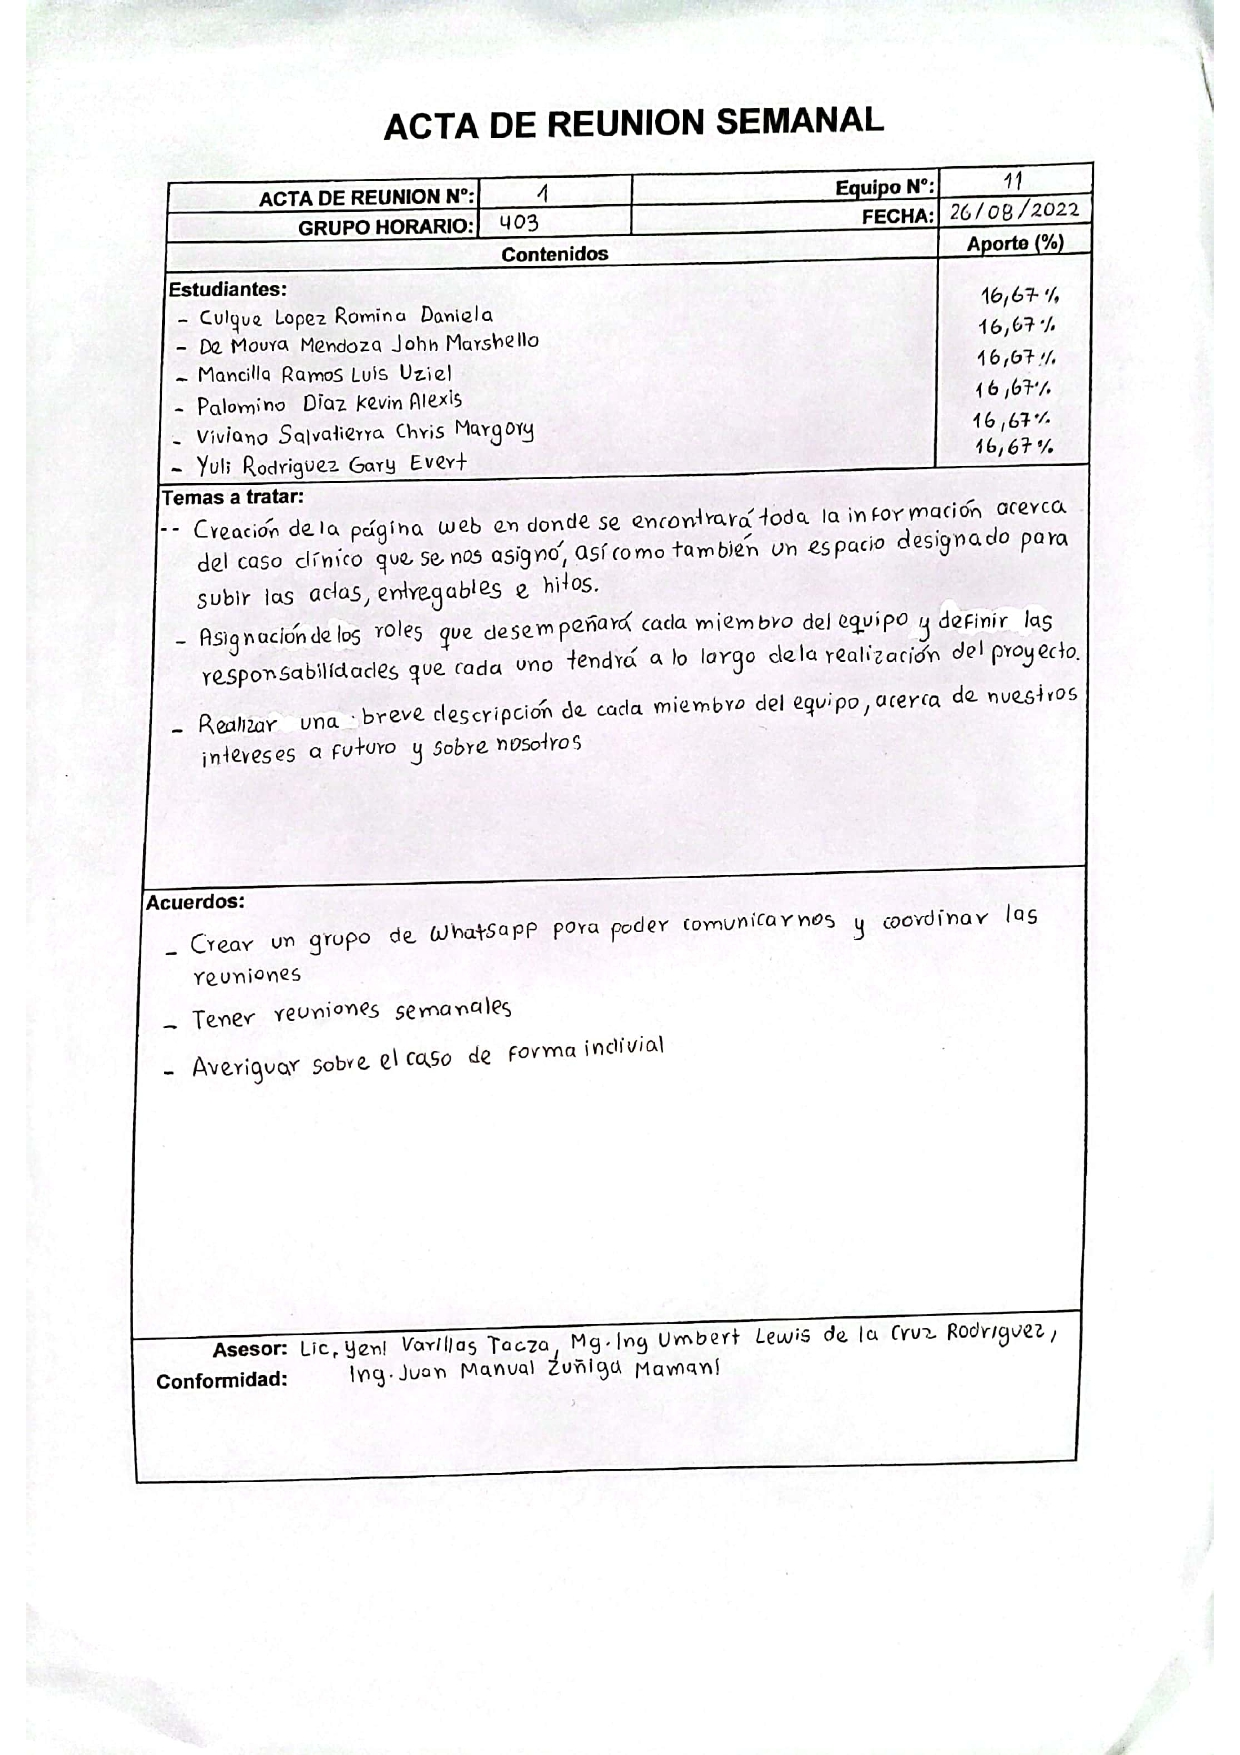 ACTA DE REUNION SEMANAL
ACTA DE REUNION Nº: 1 Equipo Nº: 11
GRUPO HORARIO: 403 FECHA: 26/08/2022
Contenidos Aporte (%)
Estudiantes:
- Culque Lopez Romina Daniela 16,67%
- De Moura Mendoza John Marshello 16,67%
- Mancilla Ramos Luis Uziel 16,67%
- Palomino Diaz Kevin Alexis 16,67%
- Viviano Salvatierra Chris Margory 16,67%
- Yuli Rodriguez Gary Evert 16,67%
Temas a tratar:
-- Creación de la página web en donde se encontrará toda la información acerca
del caso clínico que se nos asignó, así como también un espacio designado para
subir las actas, entregables e hitos.
- Asignación de los roles que desempeñará cada miembro del equipo y definir las
responsabilidades que cada uno tendrá a lo largo de la realización del proyecto.
- Realizar una breve descripción de cada miembro del equipo, acerca de nuestros
intereses a futuro y sobre nosotros
Acuerdos:
- Crear un grupo de Whatsapp para poder comunicarnos y coordinar las
reuniones
- Tener reuniones semanales
- Averiguar sobre el caso de forma indivial
Asesor: Lic, Yeni Varillas Tacza, Mg. Ing Umbert Lewis de la Cruz Rodriguez,
Conformidad: Ing. Juan Manual Zuñiga Mamani